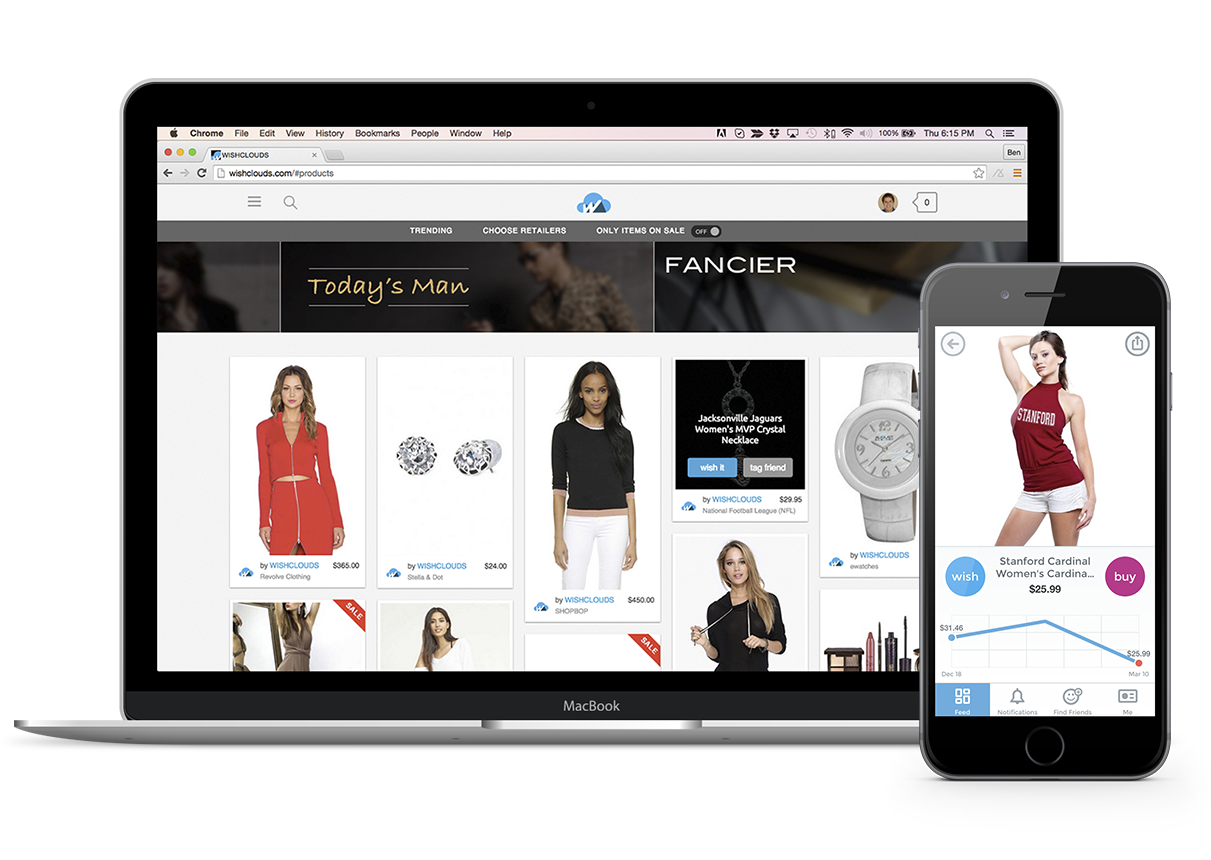 Chrome File Edit View History Bookmarks People Window Help
100% Thu 6:15 PM
WISHCLOUDS
Ben
wishclouds.com/#products
W
0
TRENDING CHOOSE RETAILERS ONLY ITEMS ON SALE OFF
Today's Man
FANCIER
by WISHCLOUDS $365.00
Revolve Clothing
by WISHCLOUDS $24.00
Stella & Dot
by WISHCLOUDS $450.00
SHOPBOP
Jacksonville Jaguars
Women's MVP Crystal
Necklace
wish it tag friend
by WISHCLOUDS $29.95
National Football League (NFL)
by WISHCLOUDS
ewatches
SALE
SALE
MacBook
STANFORD
wish
Stanford Cardinal
Women's Cardina...
$25.99
buy
$31.46
$25.99
Dec 18 Mar 10
Feed Notifications Find Friends Me